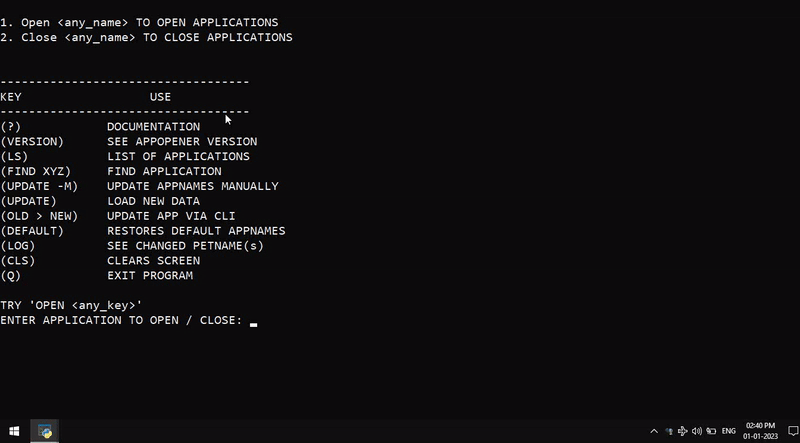 1. Open <any_name> TO OPEN APPLICATIONS
2. Close <any_name> TO CLOSE APPLICATIONS
-----------------------------------
KEY USE
-----------------------------------
(?) DOCUMENTATION
(VERSION) SEE APPOPENER VERSION
(LS) LIST OF APPLICATIONS
(FIND XYZ) FIND APPLICATION
(UPDATE -M) UPDATE APPNAMES MANUALLY
(UPDATE) LOAD NEW DATA
(OLD > NEW) UPDATE APP VIA CLI
(DEFAULT) RESTORES DEFAULT APPNAMES
(LOG) SEE CHANGED PETNAME(s)
(CLS) CLEARS SCREEN
(Q) EXIT PROGRAM
TRY 'OPEN <any_key>'
ENTER APPLICATION TO OPEN / CLOSE: _
ENG
02:40 PM
01-01-2023